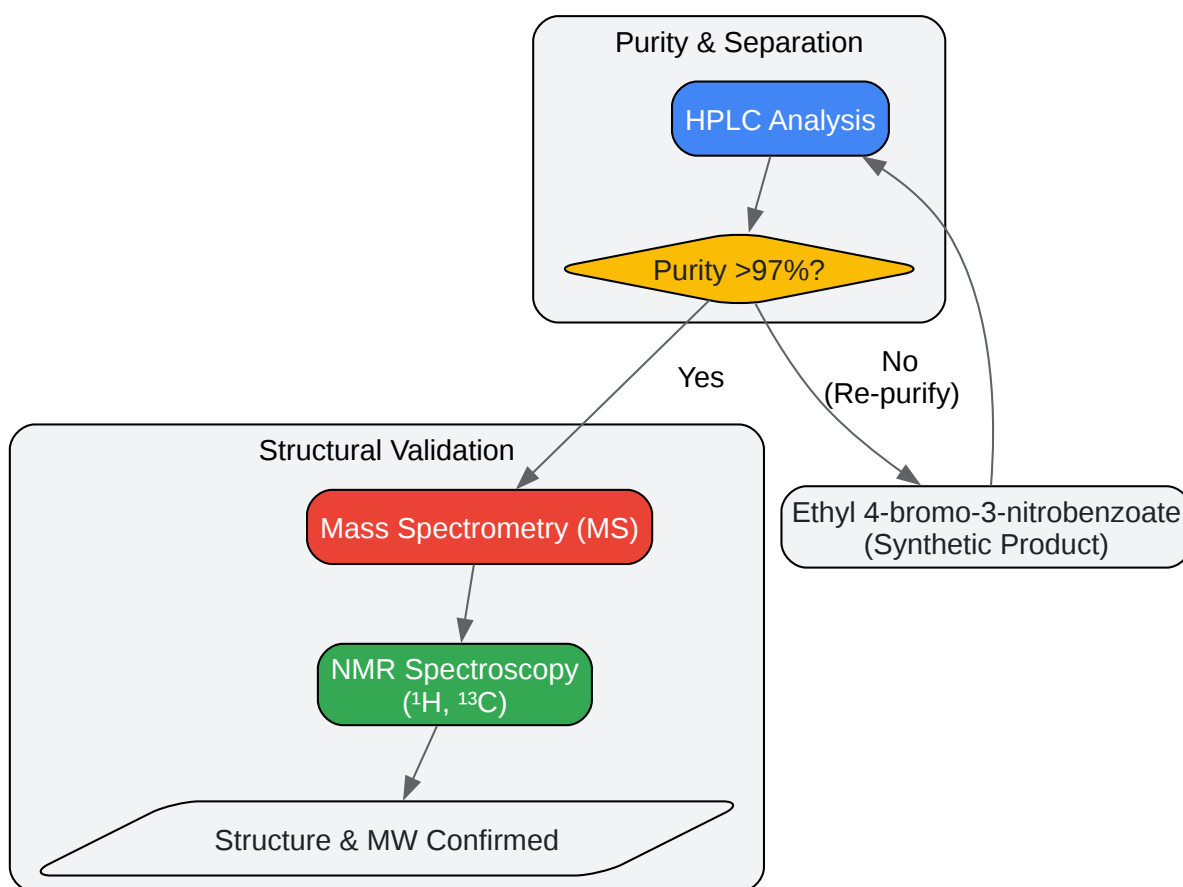 Purity & Separation
HPLC Analysis
Purity >97%?
Yes
No
(Re-purify)
Structural Validation
Mass Spectrometry (MS)
Ethyl 4-bromo-3-nitrobenzoate
(Synthetic Product)
NMR Spectroscopy
(¹H, ¹³C)
Structure & MW Confirmed